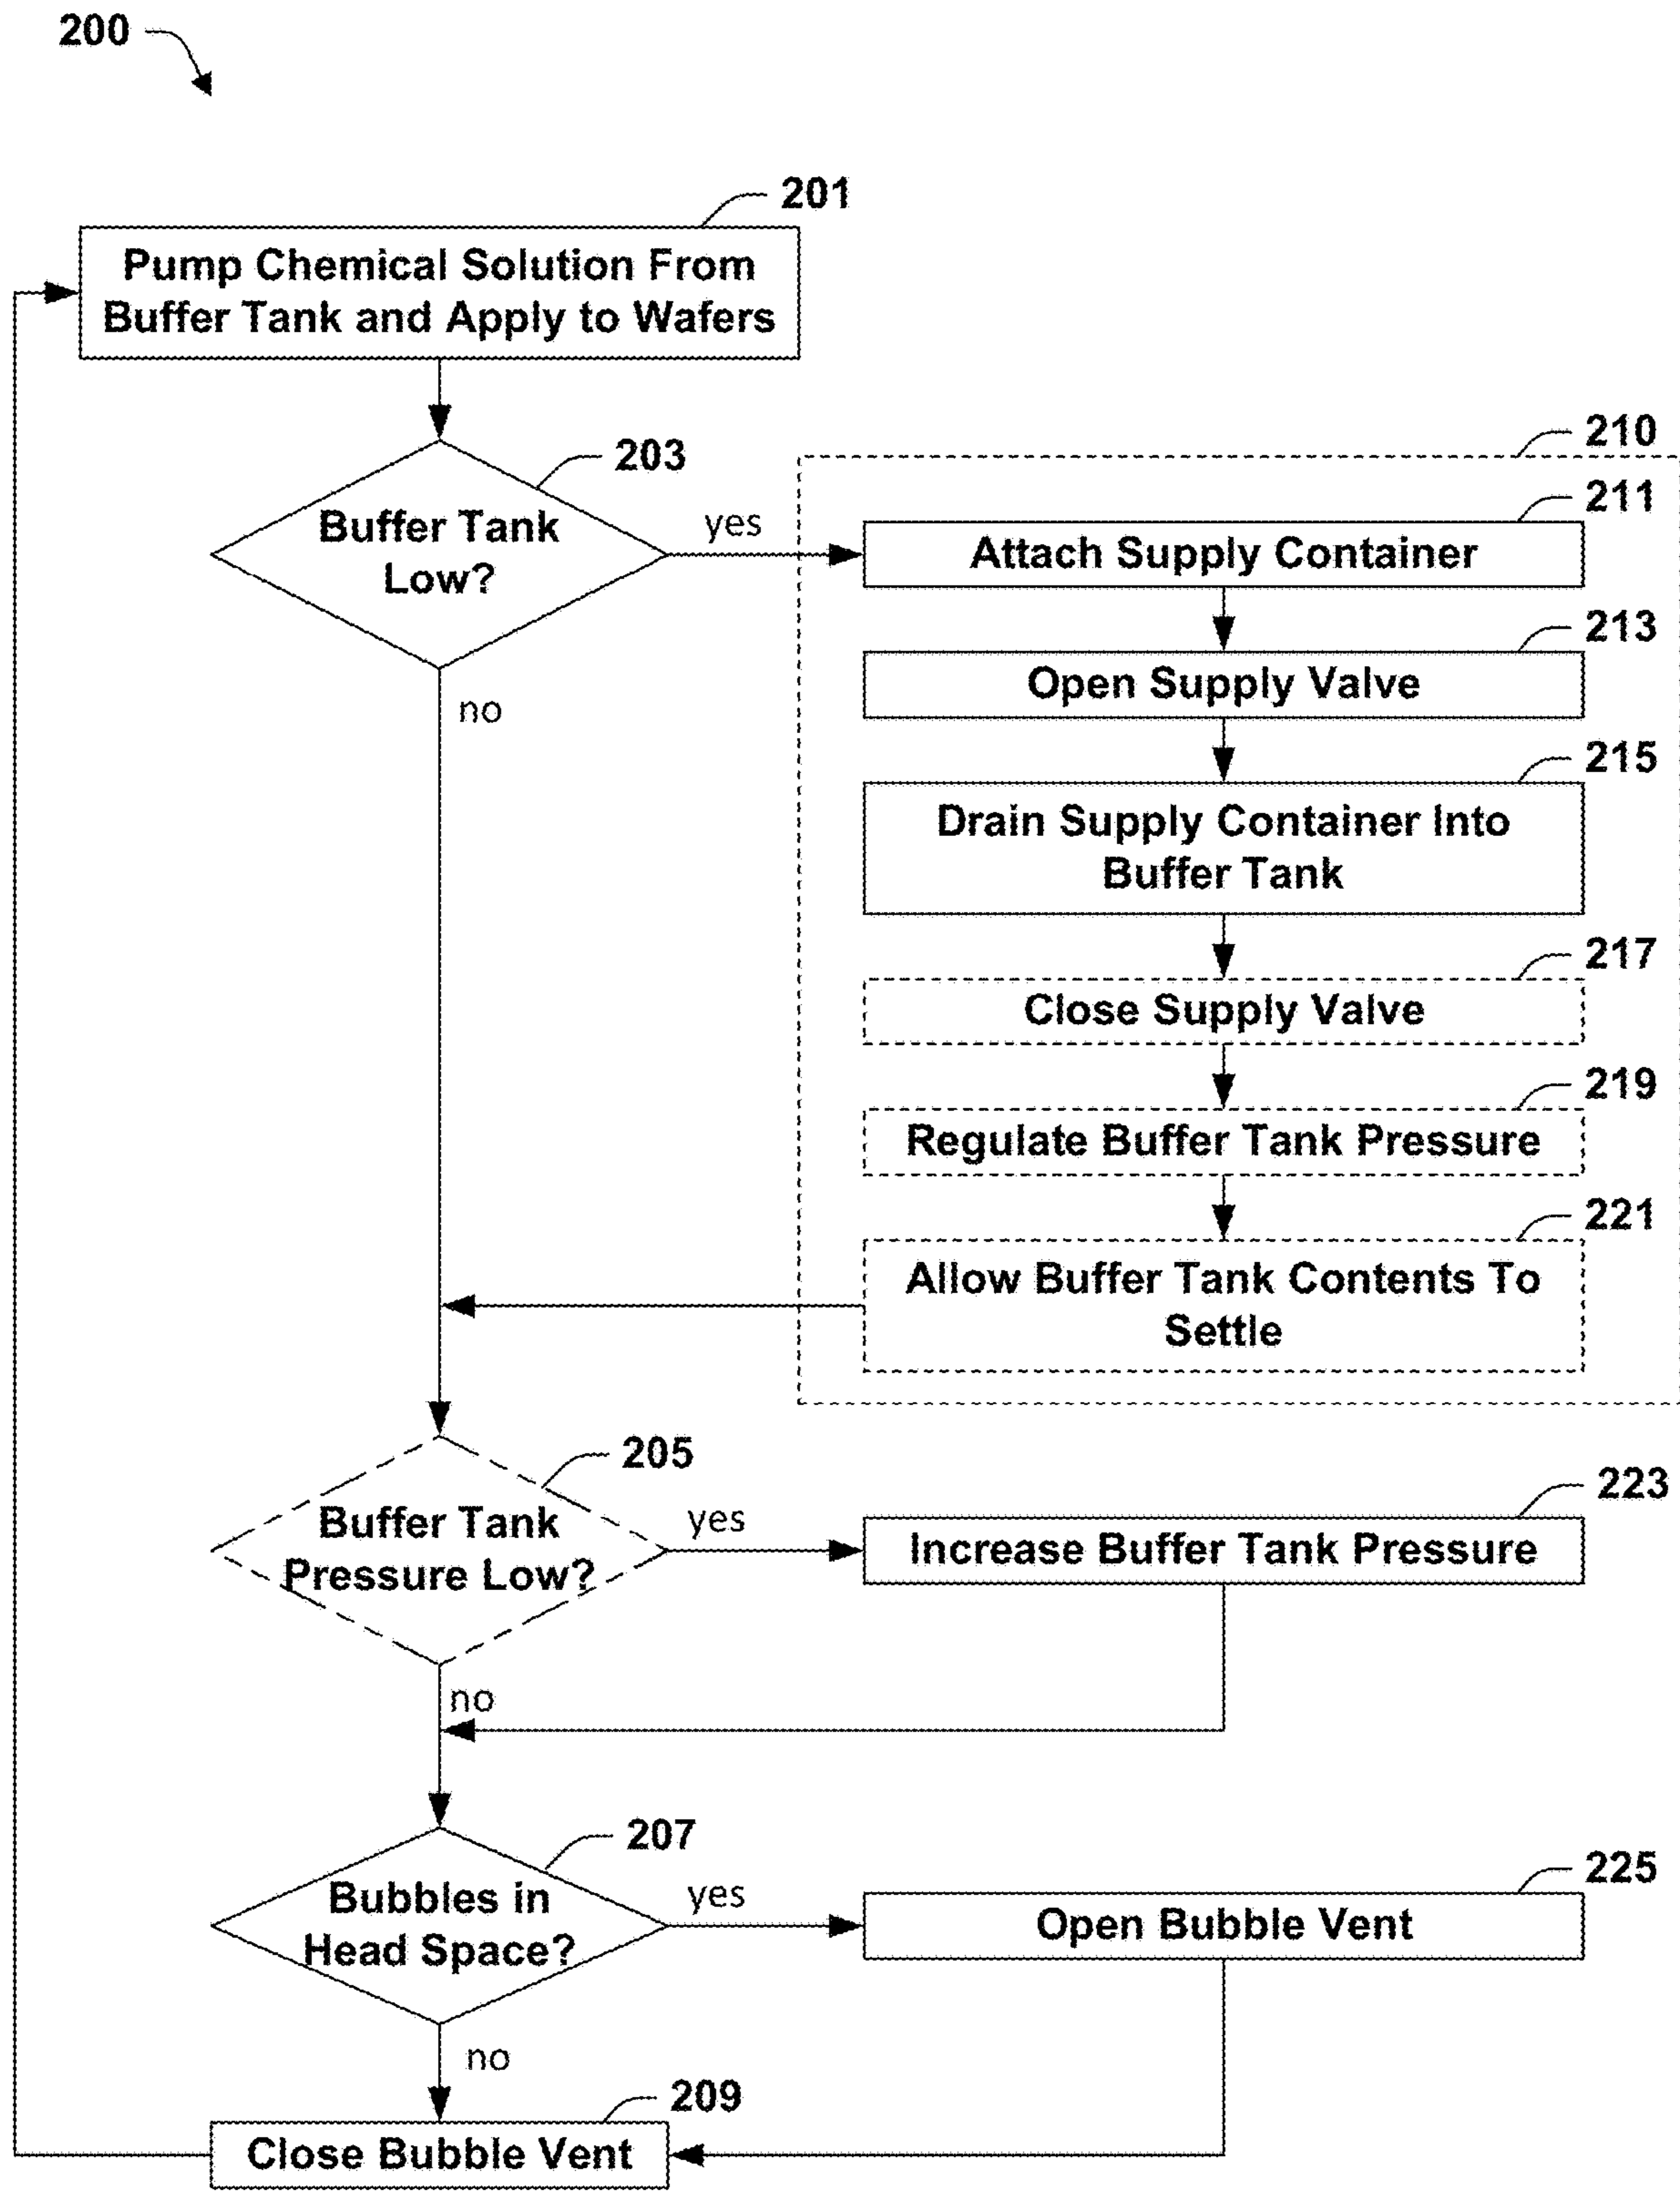 200
201
Pump Chemical Solution From
Buffer Tank and Apply to Wafers
203
Buffer Tank
Low?
yes
no
210
211
Attach Supply Container
213
Open Supply Valve
215
Drain Supply Container Into
Buffer Tank
217
Close Supply Valve
219
Regulate Buffer Tank Pressure
221
Allow Buffer Tank Contents To
Settle
205
Buffer Tank
Pressure Low?
yes
no
223
Increase Buffer Tank Pressure
207
Bubbles in
Head Space?
yes
no
225
Open Bubble Vent
209
Close Bubble Vent